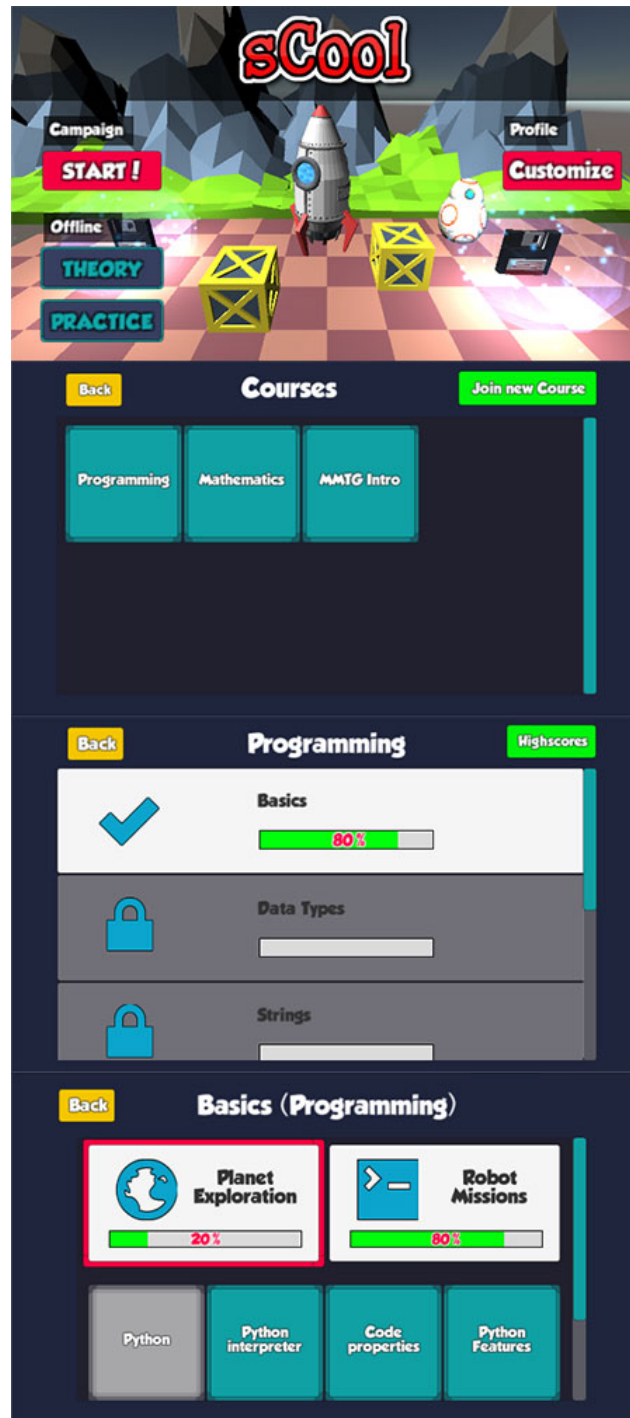 sCool
Campaign
Profile
START!
Customize
Offline
THEORY
PRACTICE
Back
Courses
Join new Course
Programming
Mathematics
MMTG Intro
Back
Programming
Highscores
Basics
80%
Data Types
Strings
Back
Basics (Programming)
Planet
Exploration
20%
Robot
Missions
80%
Python
Python
interpreter
Code
properties
Python
Features